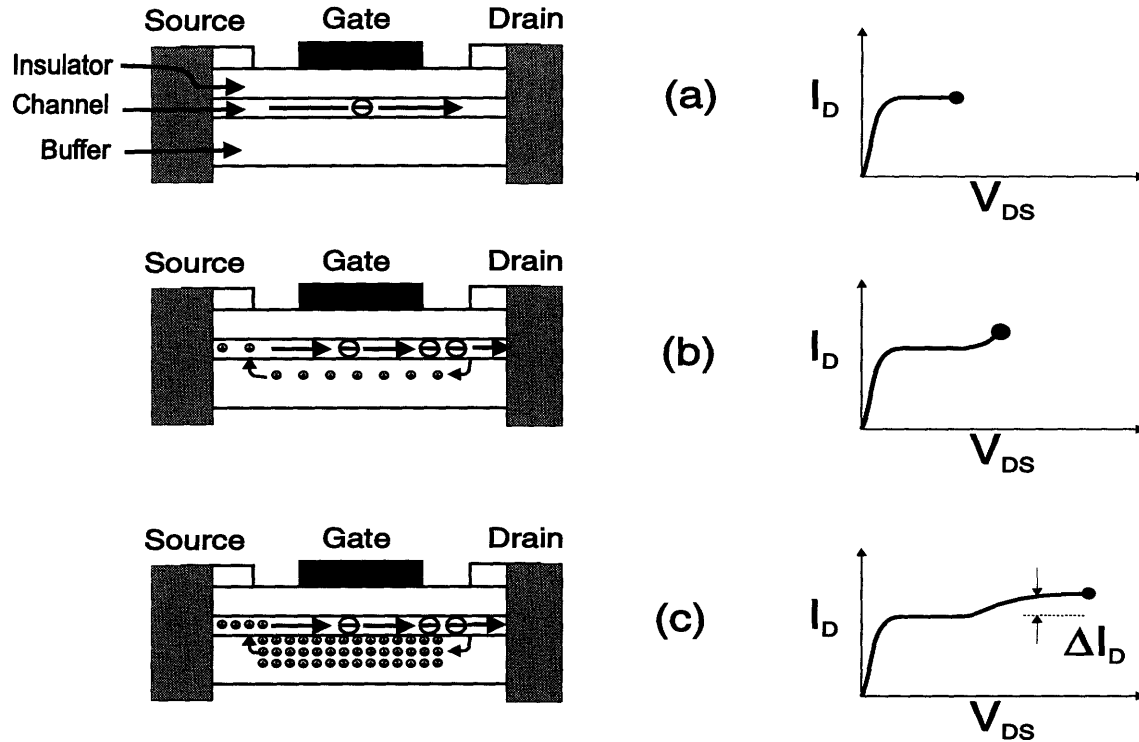 Source Gate Drain
Insulator
Channel
Buffer
(a)
I_D
V_DS
Source Gate Drain
(b)
I_D
V_DS
Source Gate Drain
(c)
I_D
ΔI_D
V_DS